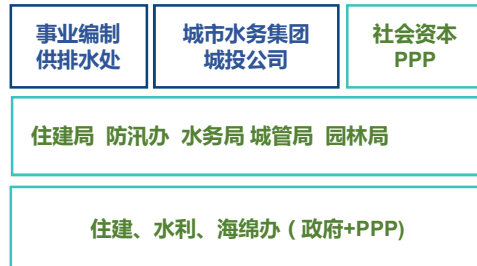 事业编制
供排水处
城市水务集团
城投公司
社会资本
PPP
住建局 防汛办 水务局 城管局 园林局
住建、水利、海绵办（政府+PPP)